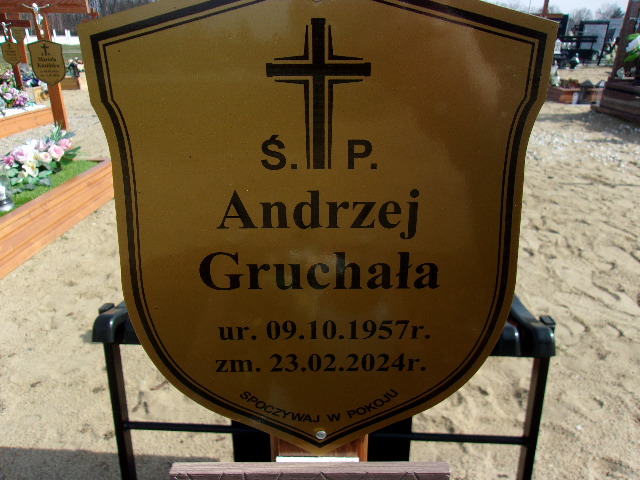 Ś. P.
Andrzej
Gruchała
ur. 09.10.1957r.
zm. 23.02.2024r.
SPOCZYWAJ W POKOJU